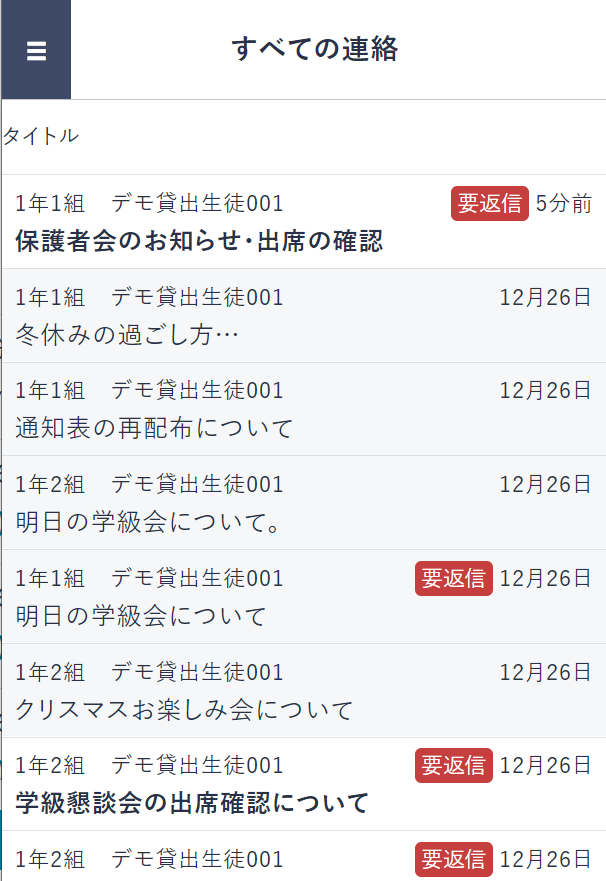 すべての連絡
タイトル
1年1組 デモ貸出生徒001 要返信 5分前
保護者会のお知らせ・出席の確認
1年1組 デモ貸出生徒001 12月26日
冬休みの過ごし方…
1年1組 デモ貸出生徒001 12月26日
通知表の再配布について
1年2組 デモ貸出生徒001 12月26日
明日の学級会について。
1年1組 デモ貸出生徒001 要返信 12月26日
明日の学級会について
1年2組 デモ貸出生徒001 12月26日
クリスマスお楽しみ会について
1年2組 デモ貸出生徒001 要返信 12月26日
学級懇談会の出席確認について
1年2組 デモ貸出生徒001 要返信 12月26日